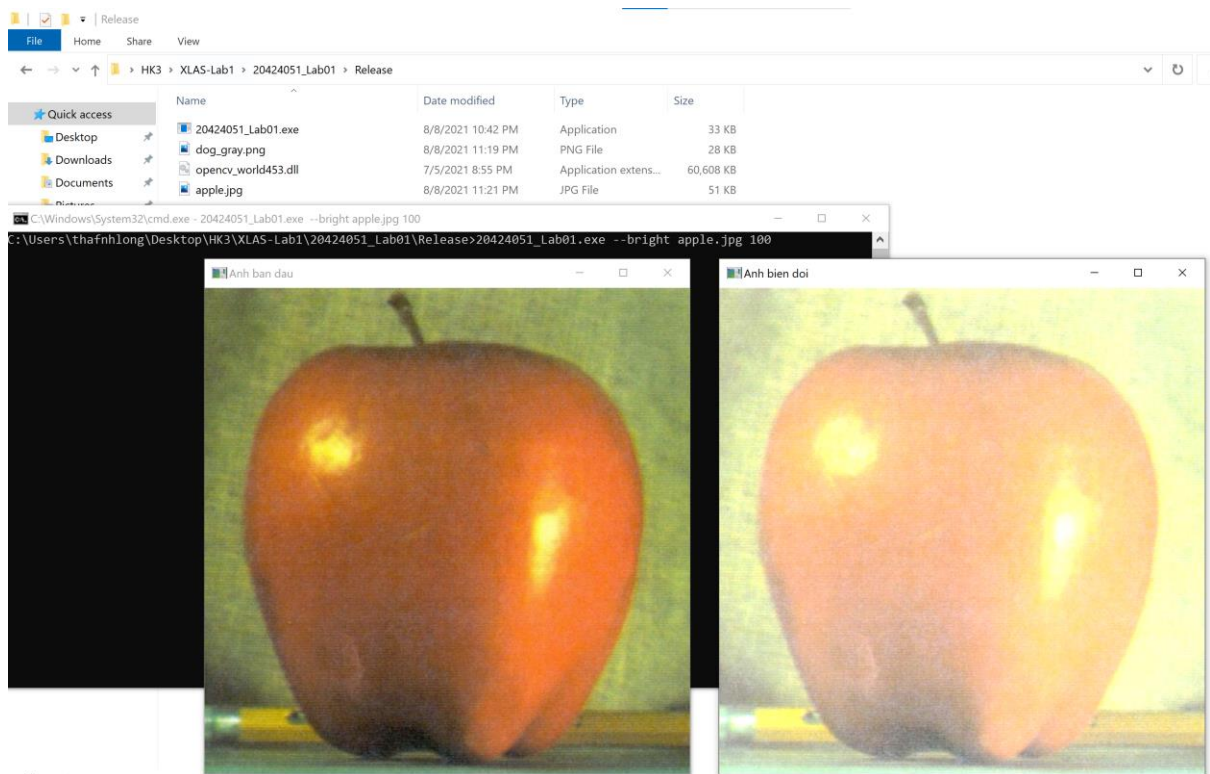 Release
File Home Share View
HK3 XLAS-Lab1 20424051_Lab01 Release
Name Date modified Type Size
Quick access
20424051_Lab01.exe 8/8/2021 10:42 PM Application 33 KB
Desktop
dog_gray.png 8/8/2021 11:19 PM PNG File 28 KB
Downloads
opencv_world453.dll 7/5/2021 8:55 PM Application extens... 60,608 KB
Documents
apple.jpg 8/8/2021 11:21 PM JPG File 51 KB
Pictures
C:\Windows\System32\cmd.exe - 20424051_Lab01.exe --bright apple.jpg 100
C:\Users\thafnhlong\Desktop\HK3\XLAS-Lab1\20424051_Lab01\Release>20424051_Lab01.exe --bright apple.jpg 100
Anh ban dau
Anh bien doi